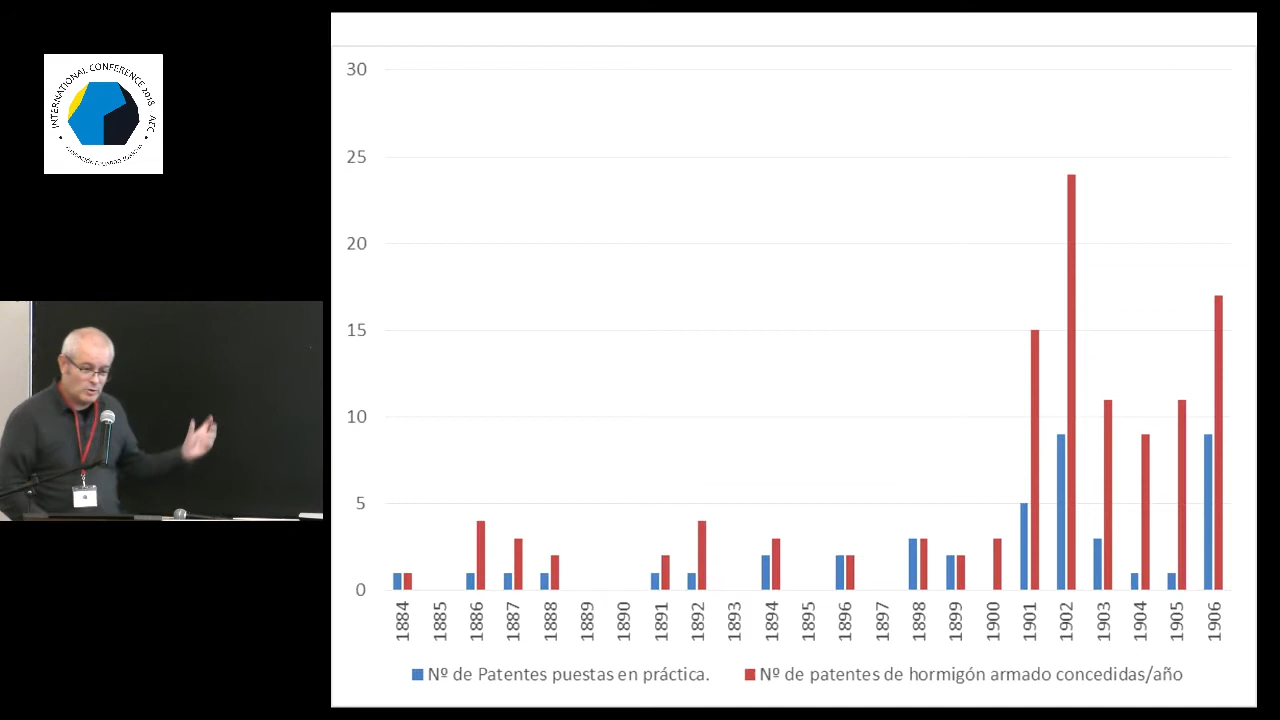 INTERNATIONAL CONFERENCE 2018 AEC
30
25
20
15
10
5
0
1884 1885 1886 1887 1888 1889 1890 1891 1892 1893 1894 1895 1896 1897 1898 1899 1900 1901 1902 1903 1904 1905 1906
Nº de Patentes puestas en práctica. Nº de patentes de hormigón armado concedidas/año